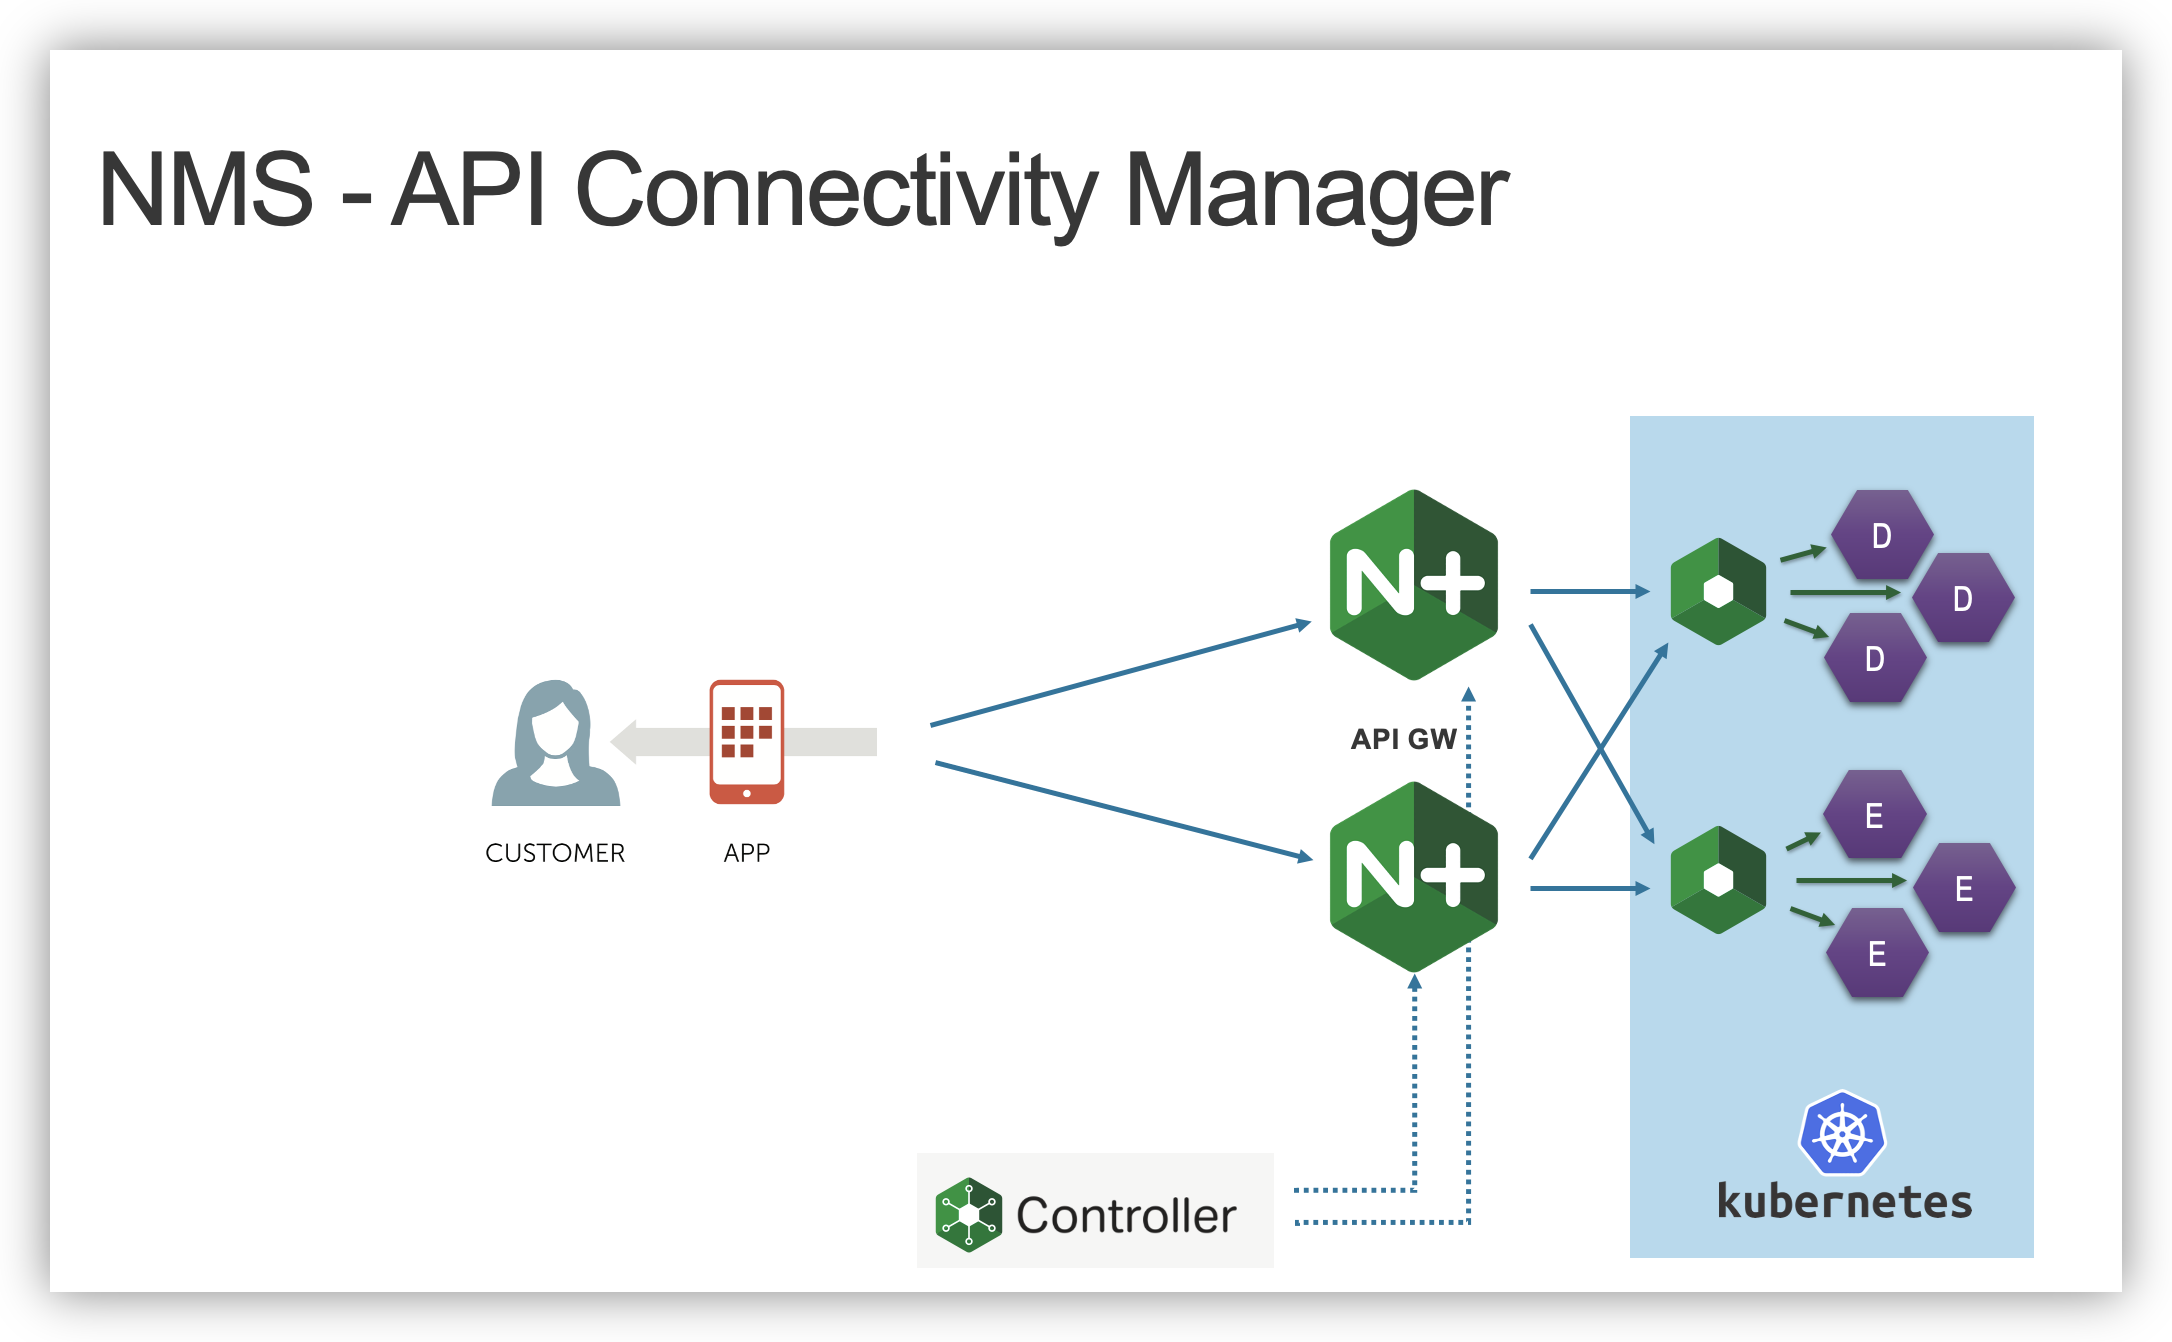 NMS - API Connectivity Manager
N+
D
D
D
API GW
CUSTOMER
APP
N+
E
E
E
Controller
kubernetes